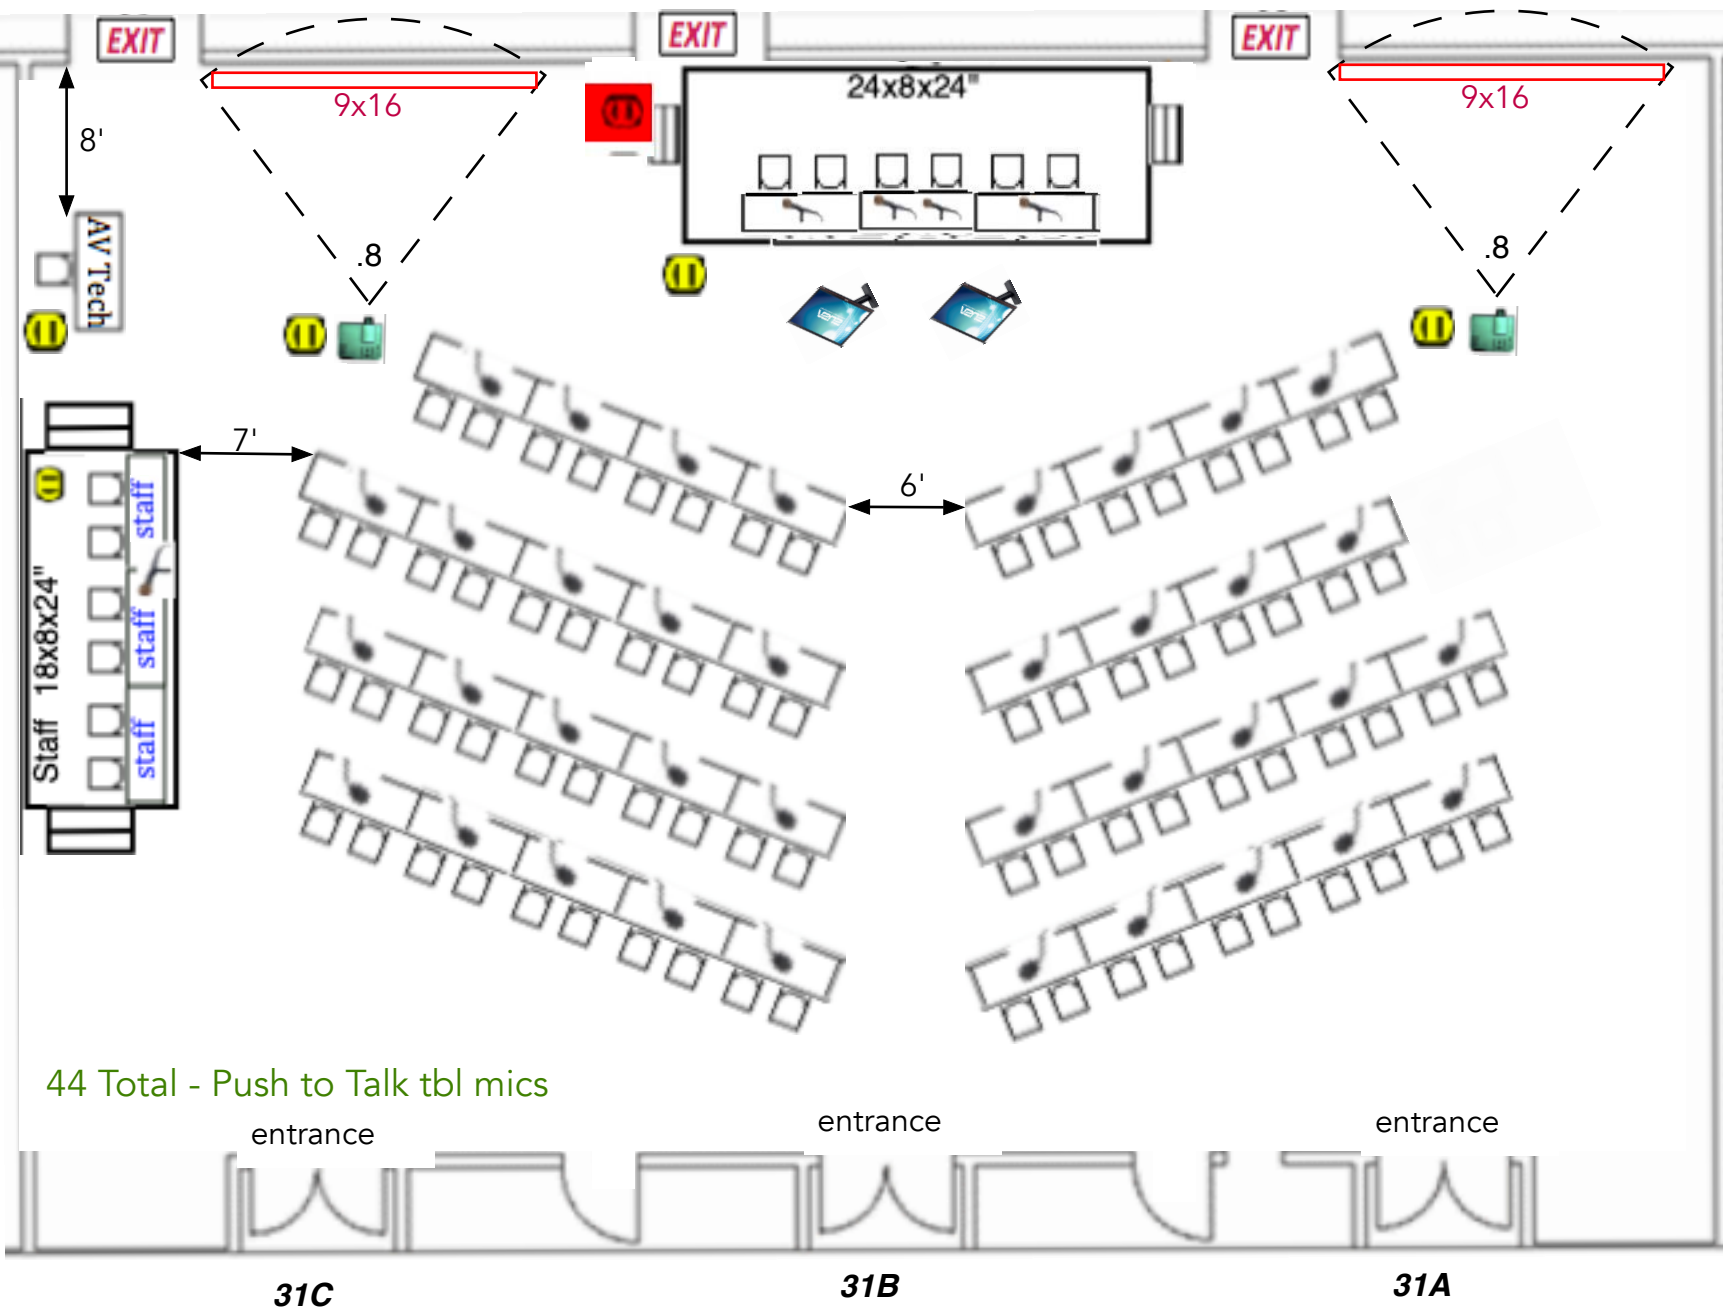 EXIT
EXIT
EXIT
9x16
24x8x24"
9x16
8'
AV Tech
.8
.8
7'
6'
staff
staff
staff
Staff 18x8x24"
44 Total - Push to Talk tbl mics
entrance
entrance
entrance
31C
31B
31A